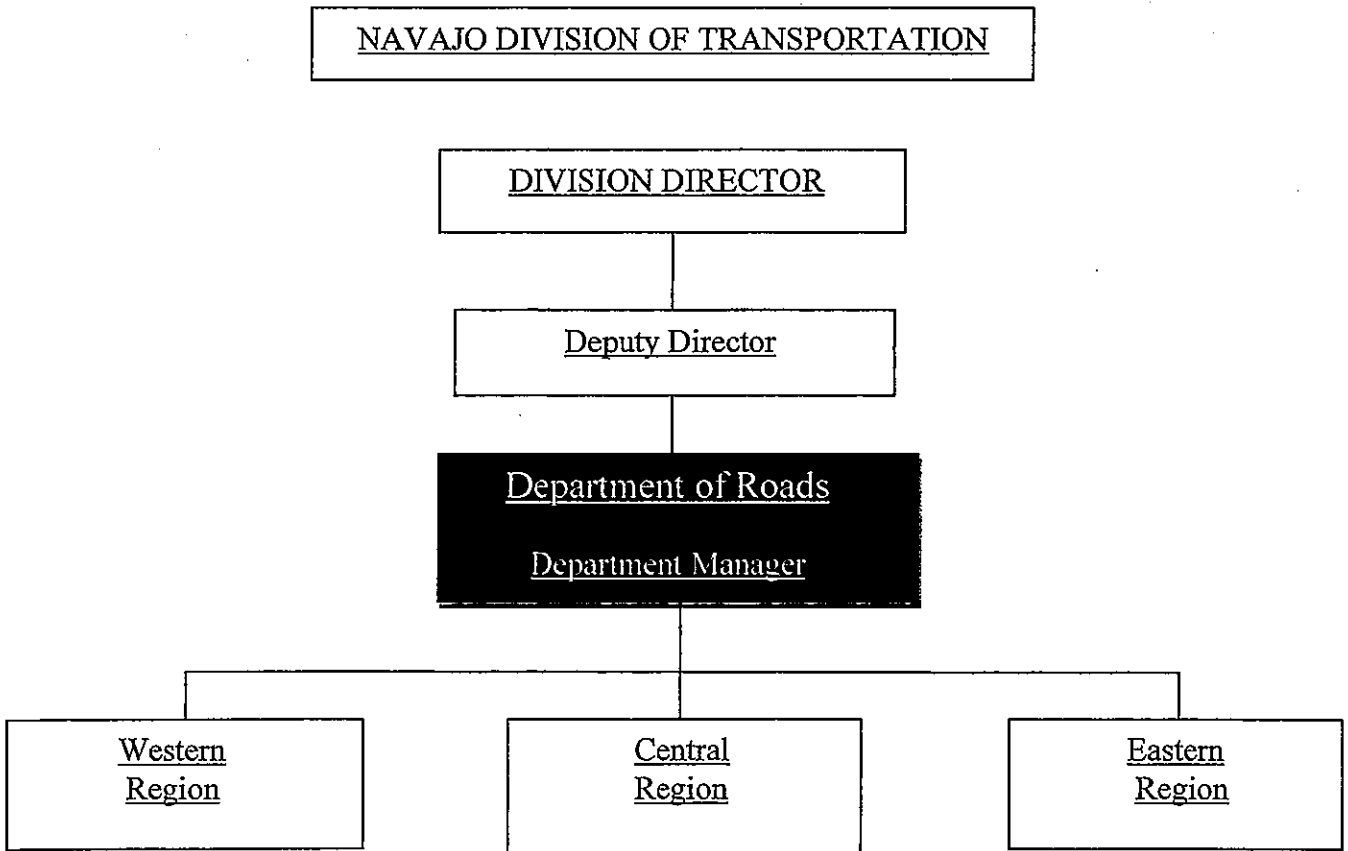 NAVAJO DIVISION OF TRANSPORTATION
DIVISION DIRECTOR
Deputy Director
Department of Roads
Department Manager
Western
Region
Central
Region
Eastern
Region